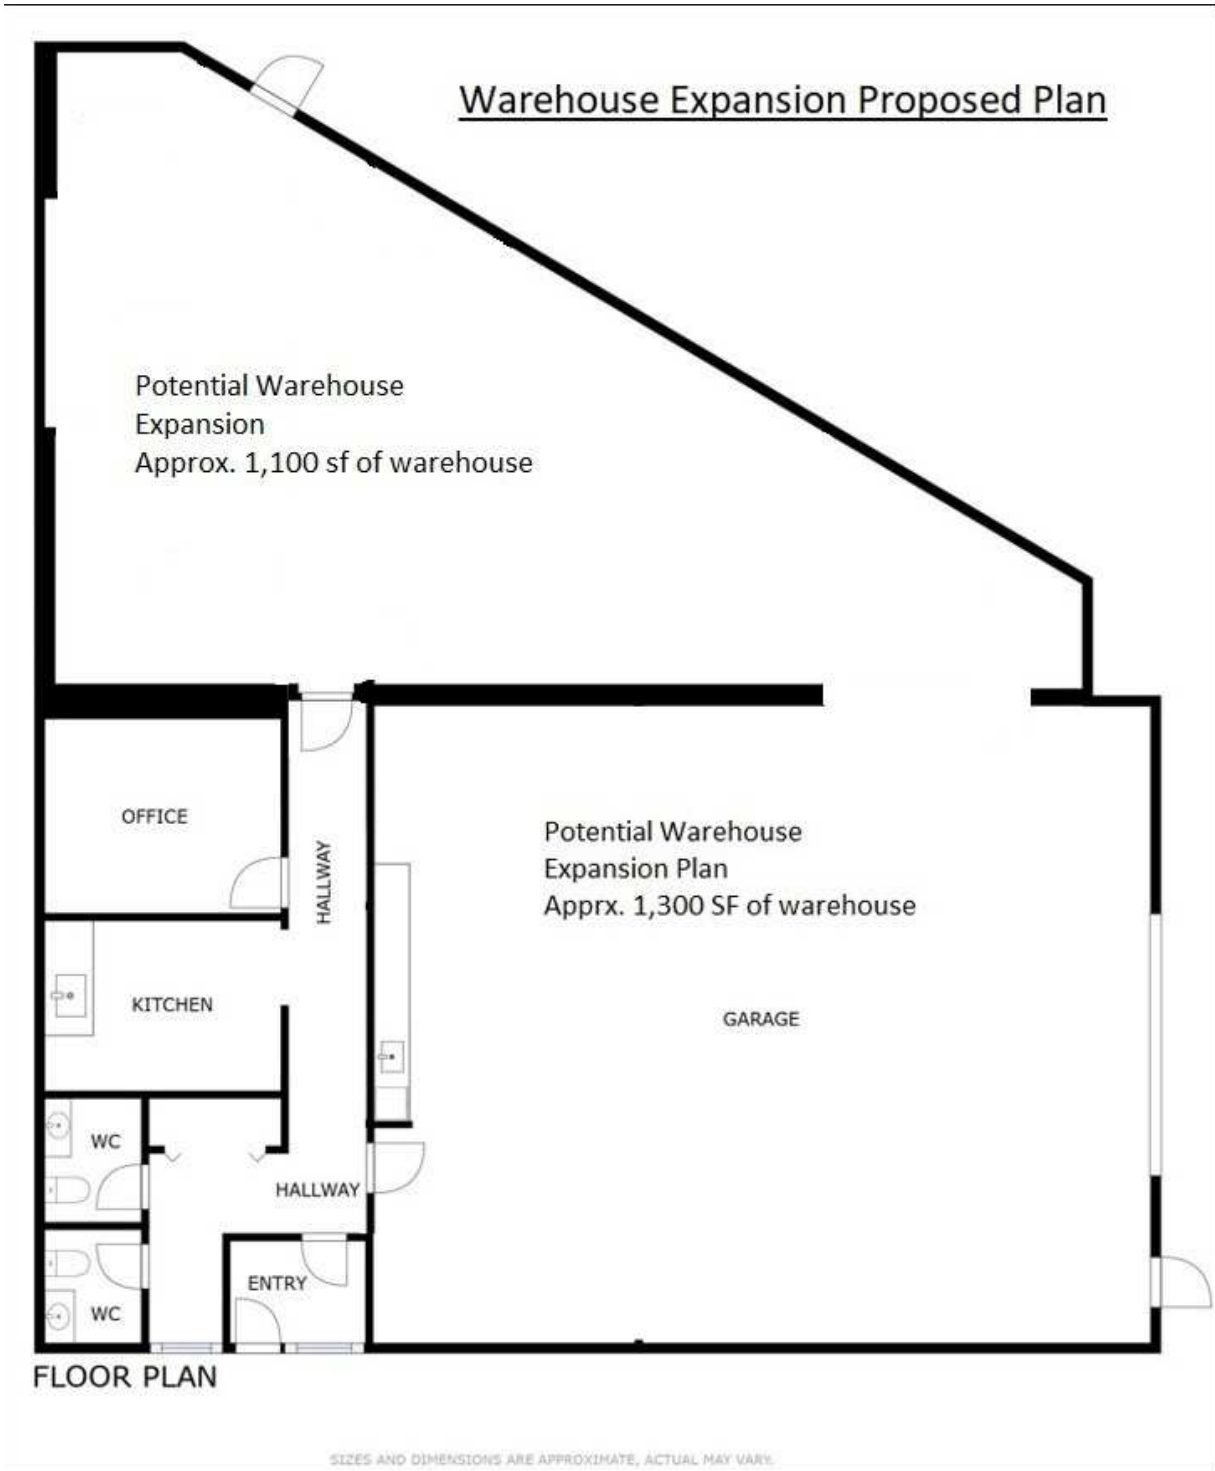 Warehouse Expansion Proposed Plan
Potential Warehouse
Expansion
Approx. 1,100 sf of warehouse
OFFICE
HALLWAY
Potential Warehouse
Expansion Plan
Apprx. 1,300 SF of warehouse
KITCHEN
GARAGE
WC
HALLWAY
ENTRY
WC
FLOOR PLAN
SIZES AND DIMENSIONS ARE APPROXIMATE, ACTUAL MAY VARY.